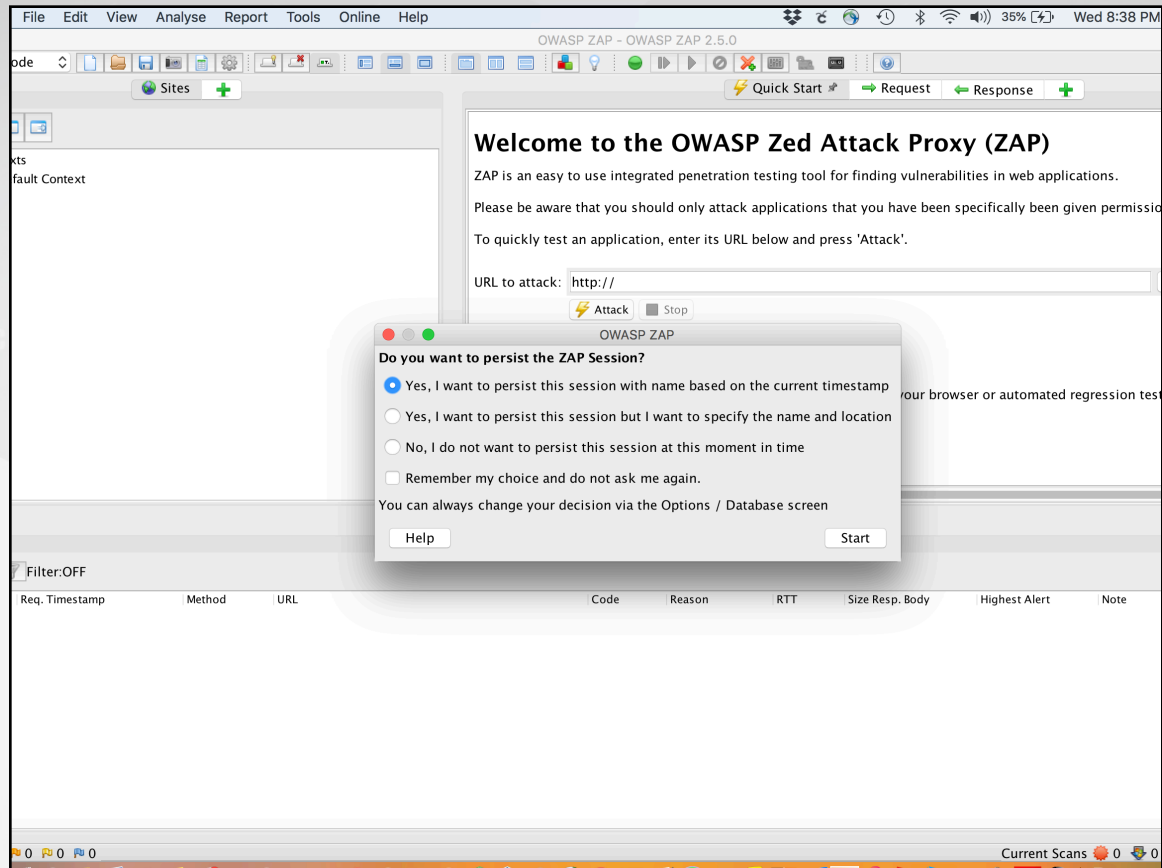 File Edit View Analyse Report Tools Online Help 35% Wed 8:38 PM
OWASP ZAP - OWASP ZAP 2.5.0
ode
Sites
Quick Start Request Response
xts
fault Context
Welcome to the OWASP Zed Attack Proxy (ZAP)
ZAP is an easy to use integrated penetration testing tool for finding vulnerabilities in web applications.
Please be aware that you should only attack applications that you have been specifically been given permissio
To quickly test an application, enter its URL below and press 'Attack'.
URL to attack: http://
Attack Stop
OWASP ZAP
Do you want to persist the ZAP Session?
Yes, I want to persist this session with name based on the current timestamp
Yes, I want to persist this session but I want to specify the name and location
No, I do not want to persist this session at this moment in time
Remember my choice and do not ask me again.
You can always change your decision via the Options / Database screen
Help Start
our browser or automated regression test
Filter:OFF
Req. Timestamp Method URL Code Reason RTT Size Resp. Body Highest Alert Note
0 0 0 Current Scans 0 0